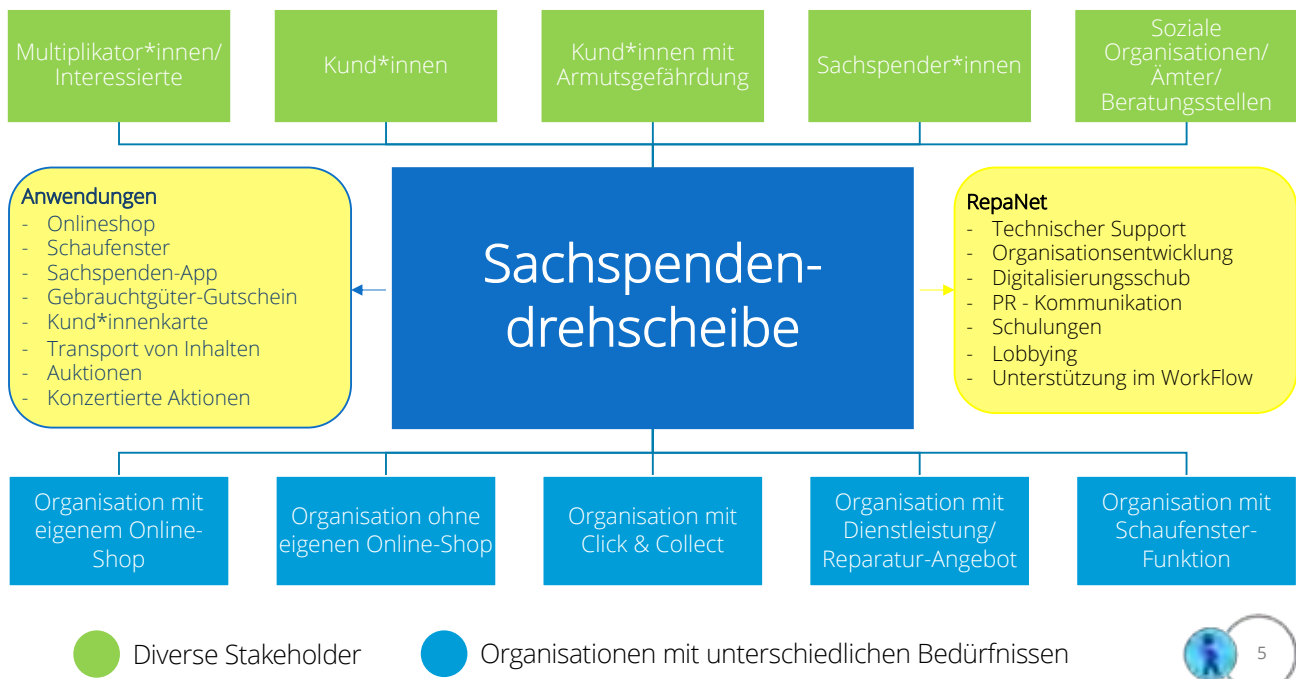 Multiplikator*innen/
Interessierte
Kund*innen
Kund*innen mit
Armutsgefährdung
Sachspender*innen
Soziale
Organisationen/
Ämter/
Beratungsstellen
Anwendungen
- Onlineshop
- Schaufenster
- Sachspenden-App
- Gebrauchtgüter-Gutschein
- Kund*innenkarte
- Transport von Inhalten
- Auktionen
- Konzertierte Aktionen
Sachspenden-
drehscheibe
RepaNet
- Technischer Support
- Organisationsentwicklung
- Digitalisierungsschub
- PR - Kommunikation
- Schulungen
- Lobbying
- Unterstützung im WorkFlow
Organisation mit
eigenem Online-
Shop
Organisation ohne
eigenen Online-Shop
Organisation mit
Click & Collect
Organisation mit
Dienstleistung/
Reparatur-Angebot
Organisation mit
Schaufenster-
Funktion
Diverse Stakeholder
Organisationen mit unterschiedlichen Bedürfnissen
5